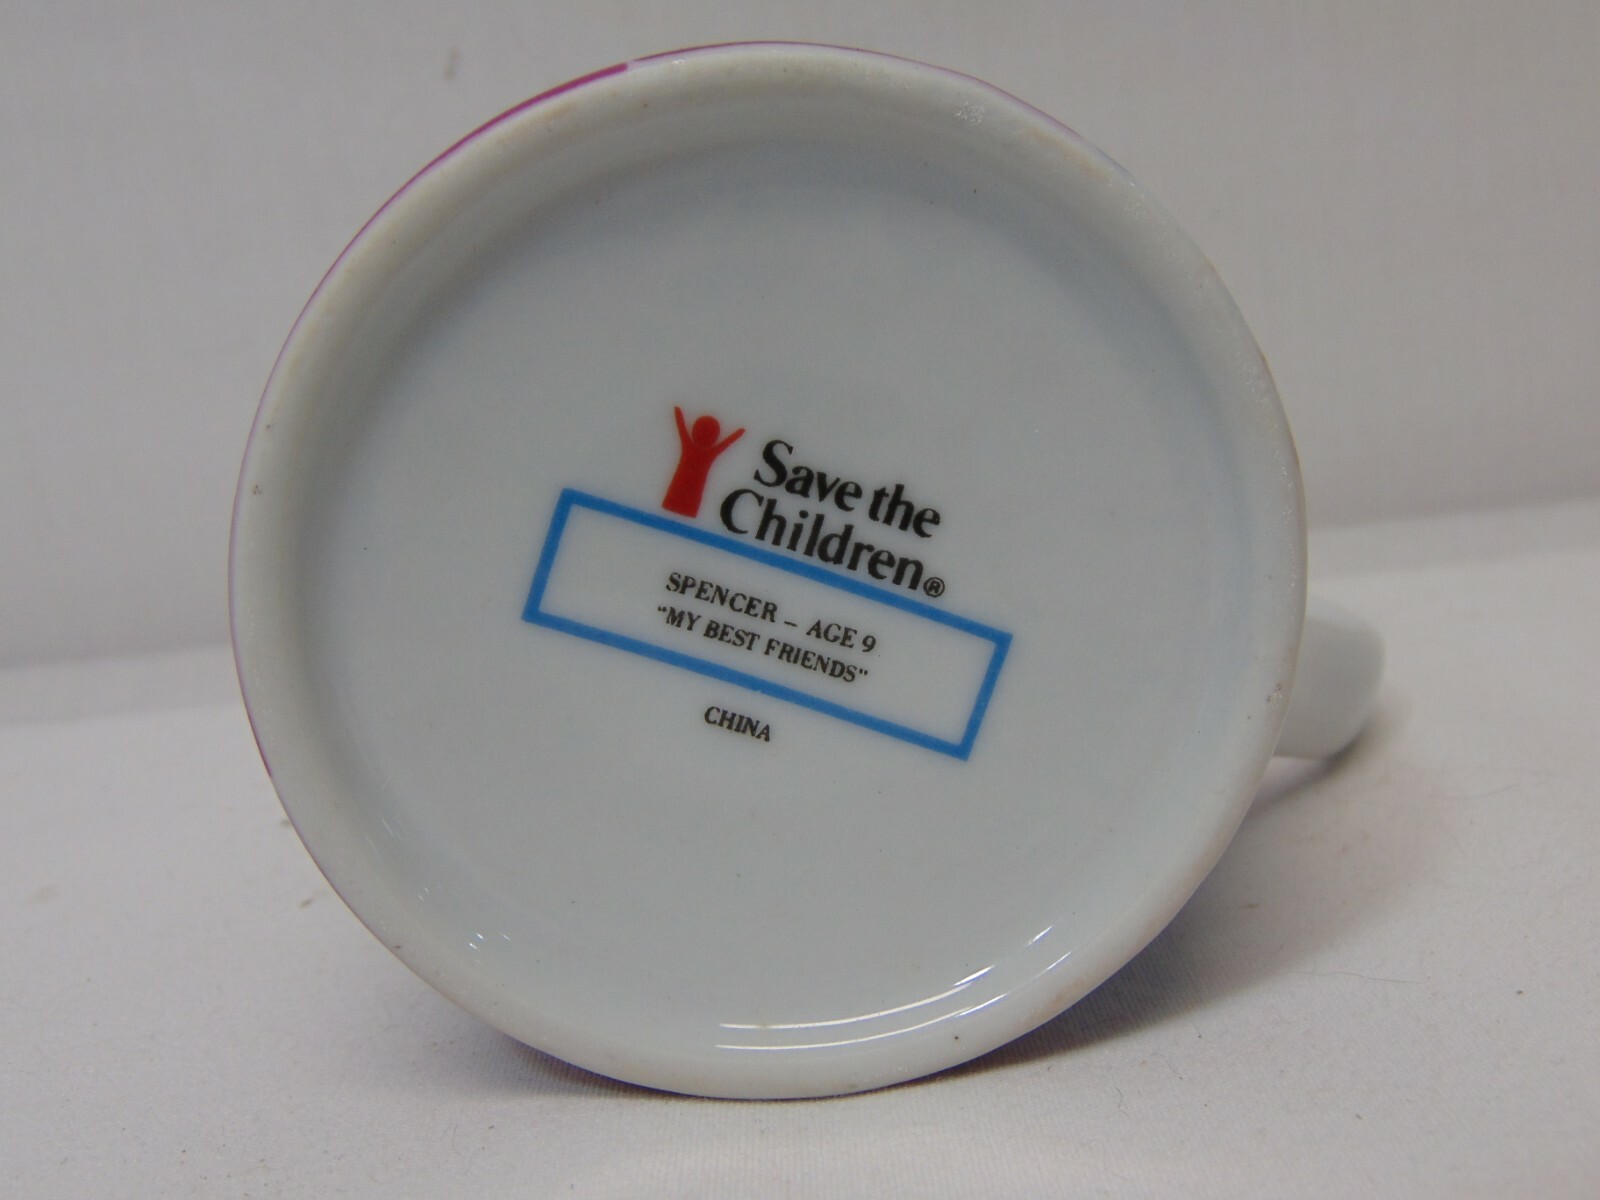 Save the
Children®
SPENCER – AGE 9
"MY BEST FRIENDS"
CHINA